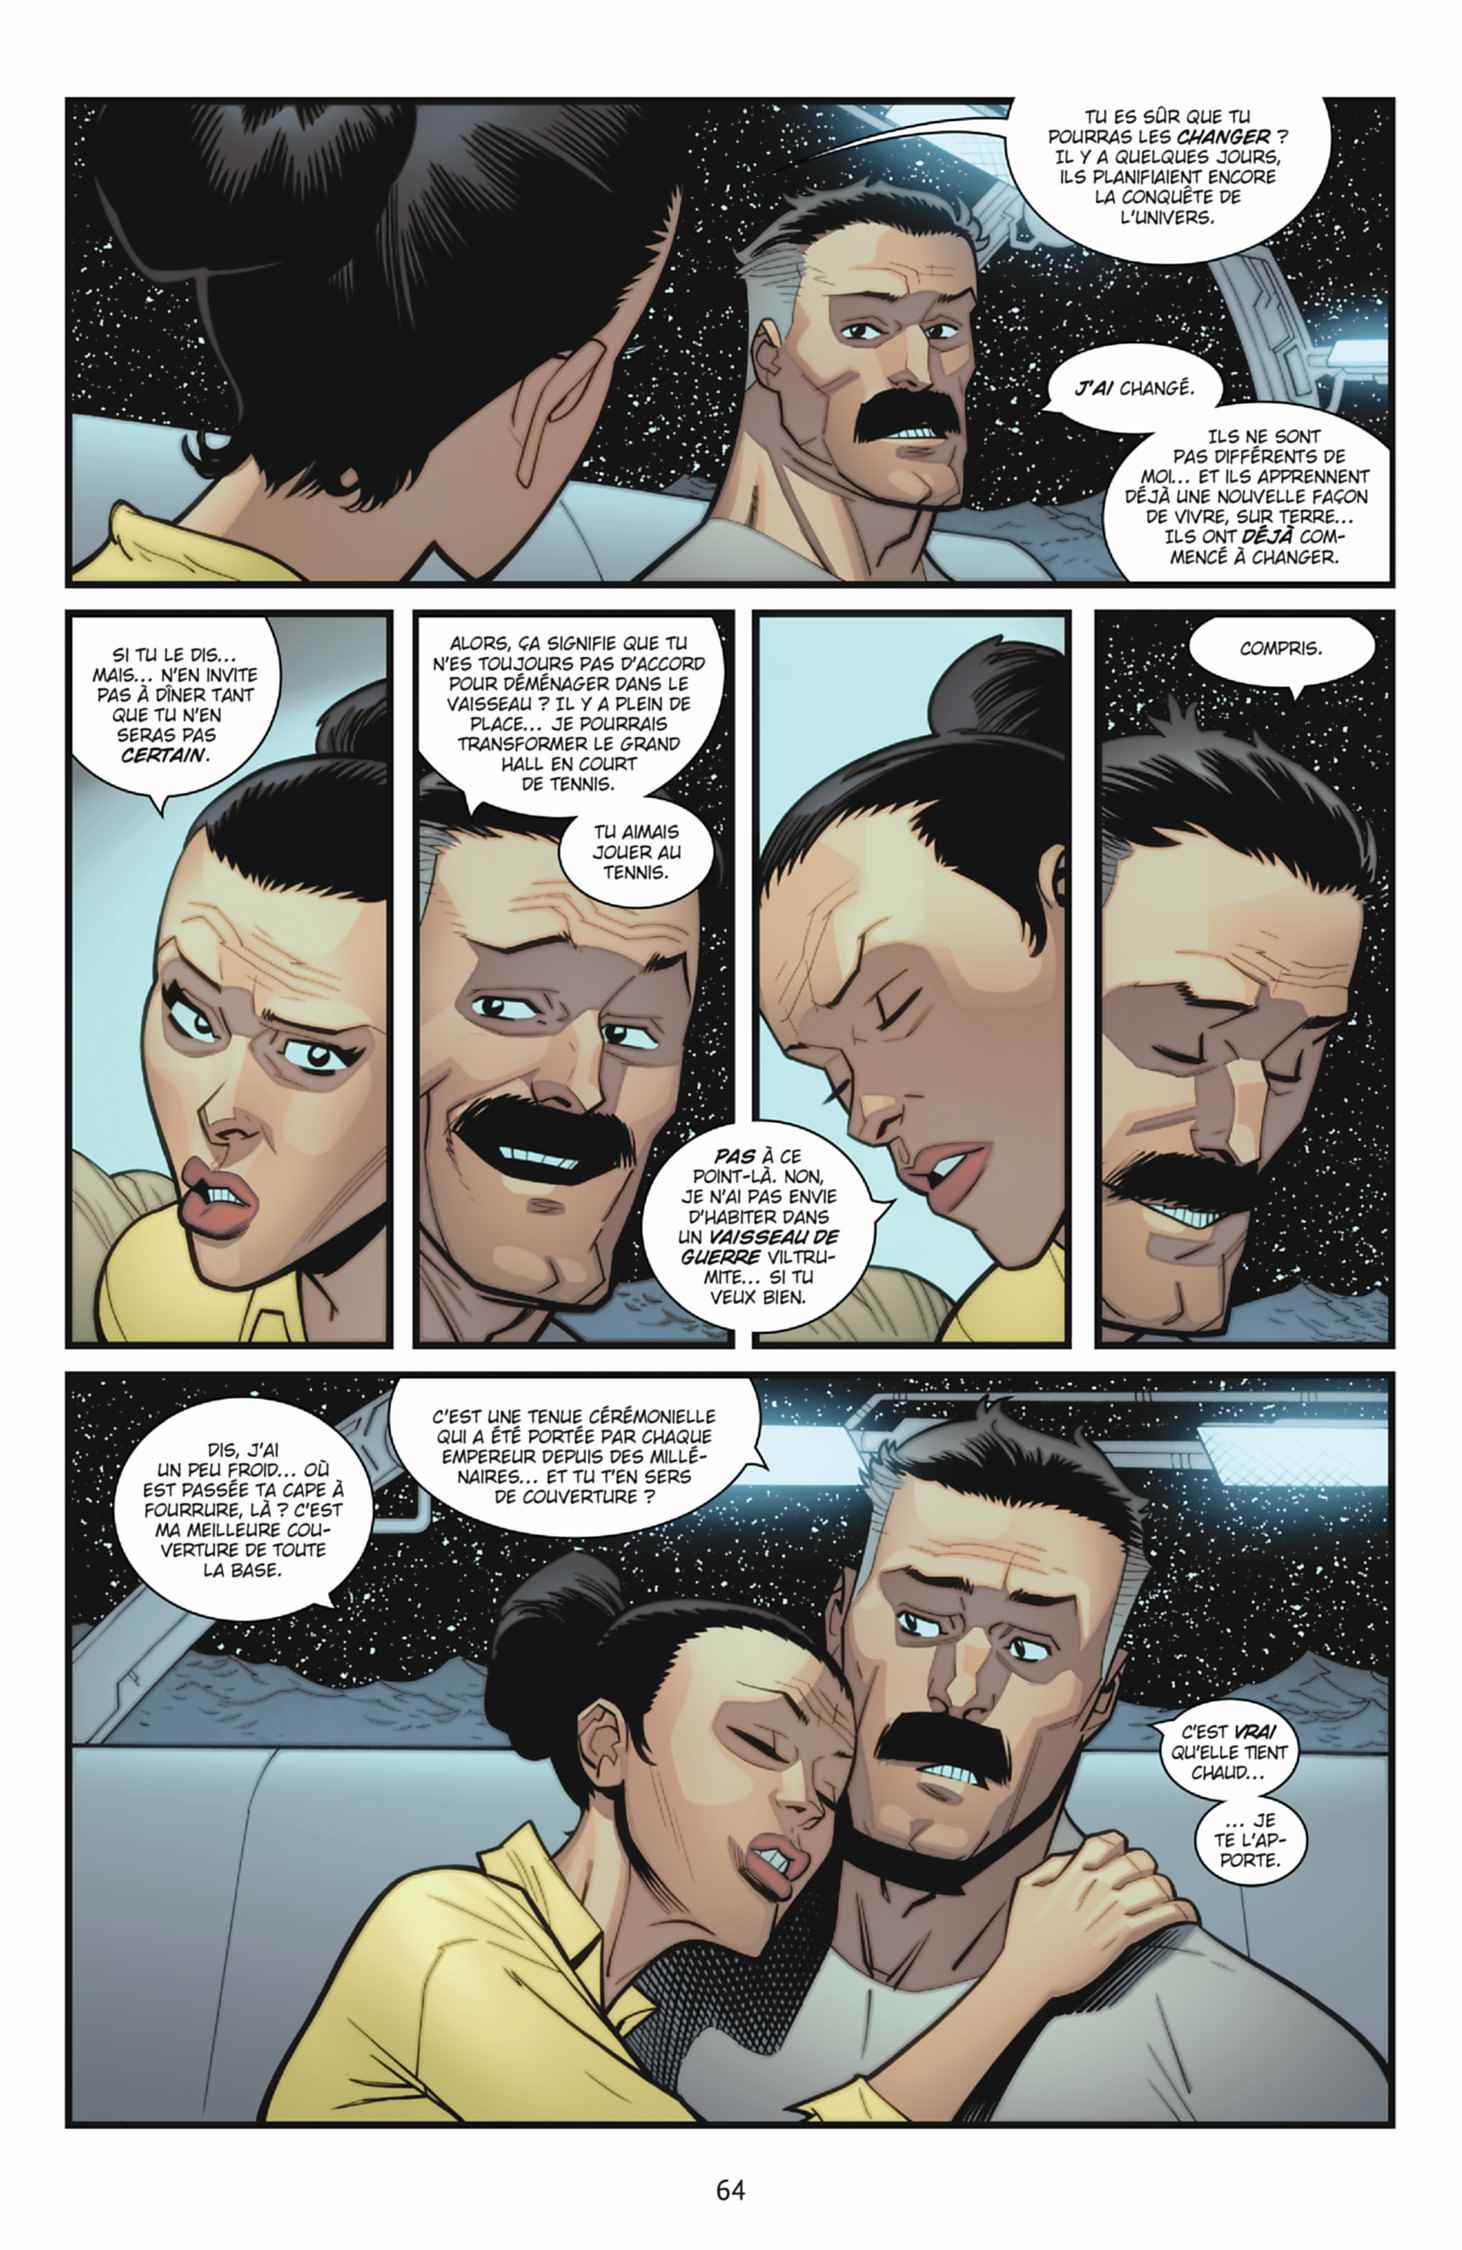 TU ES SÛR QUE TU
POURRAS LES CHANGER ?
IL Y A QUELQUES JOURS,
ILS PLANIFIAIENT ENCORE
LA CONQUÊTE DE
L'UNIVERS.
J'AI CHANGÉ.
ILS NE SONT
PAS DIFFÉRENTS DE
MOI... ET ILS APPRENNENT
DÉJÀ UNE NOUVELLE FAÇON
DE VIVRE, SUR TERRE...
ILS ONT DÉJÀ COM-
MENCÉ À CHANGER.
SI TU LE DIS...
MAIS... N'EN INVITE
PAS À DÎNER TANT
QUE TU N'EN
SERAS PAS
CERTAIN.
ALORS, ÇA SIGNIFIE QUE TU
N'ES TOUJOURS PAS D'ACCORD
POUR DÉMÉNAGER DANS LE
VAISSEAU ? IL Y A PLEIN DE
PLACE... JE POURRAIS
TRANSFORMER LE GRAND
HALL EN COURT
DE TENNIS.
TU AIMAIS
JOUER AU
TENNIS.
PAS À CE
POINT-LÀ. NON,
JE N'AI PAS ENVIE
D'HABITER DANS
UN VAISSEAU DE
GUERRE VILTRU-
MITE... SI TU
VEUX BIEN.
COMPRIS.
DIS, J'AI
UN PEU FROID... OÙ
EST PASSÉE TA CAPE À
FOURRURE, LÀ ? C'EST
MA MEILLEURE COU-
VERTURE DE TOUTE
LA BASE.
C'EST UNE TENUE CÉRÉMONIELLE
QUI A ÉTÉ PORTÉE PAR CHAQUE
EMPEREUR DEPUIS DES MILLÉ-
NAIRES... ET TU T'EN SERS
DE COUVERTURE ?
C'EST VRAI
QU'ELLE TIENT
CHAUD...
... JE
TE L'AP-
PORTE.
64